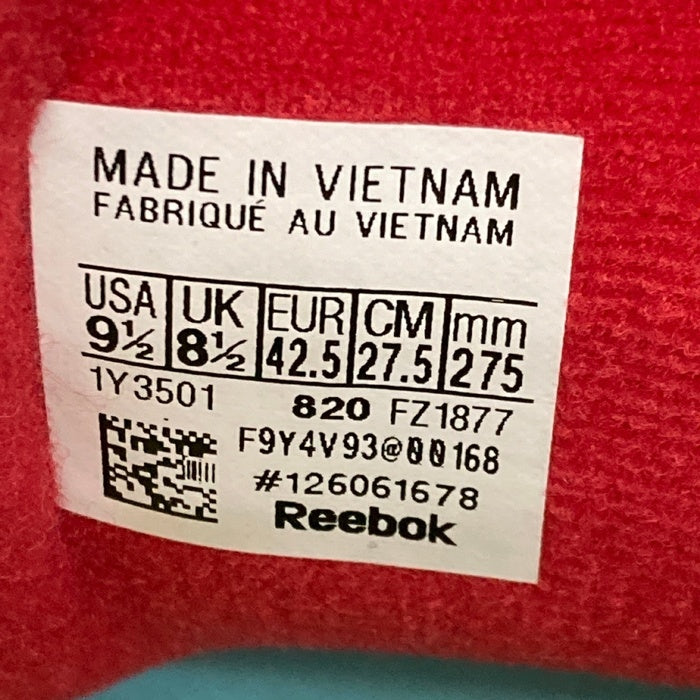 MADE IN VIETNAM
FABRIQUÉ AU VIETNAM
USA UK EUR CM mm
9½ 8½ 42.5 27.5 275
1Y3501 820 FZ1877
F9Y4V93@00168
#126061678
Reebok